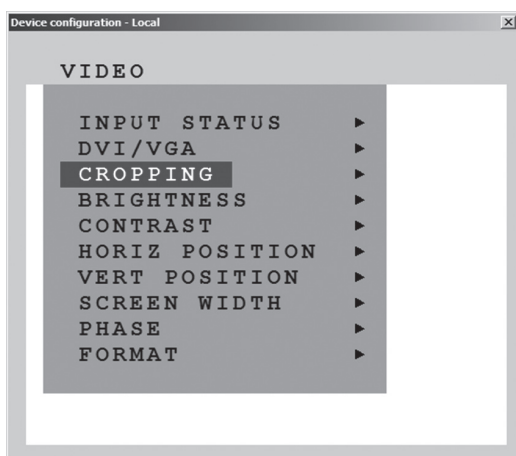 Device configuration - Local
VIDEO
INPUT STATUS
DVI/VGA
CROPPING
BRIGHTNESS
CONTRAST
HORIZ POSITION
VERT POSITION
SCREEN WIDTH
PHASE
FORMAT